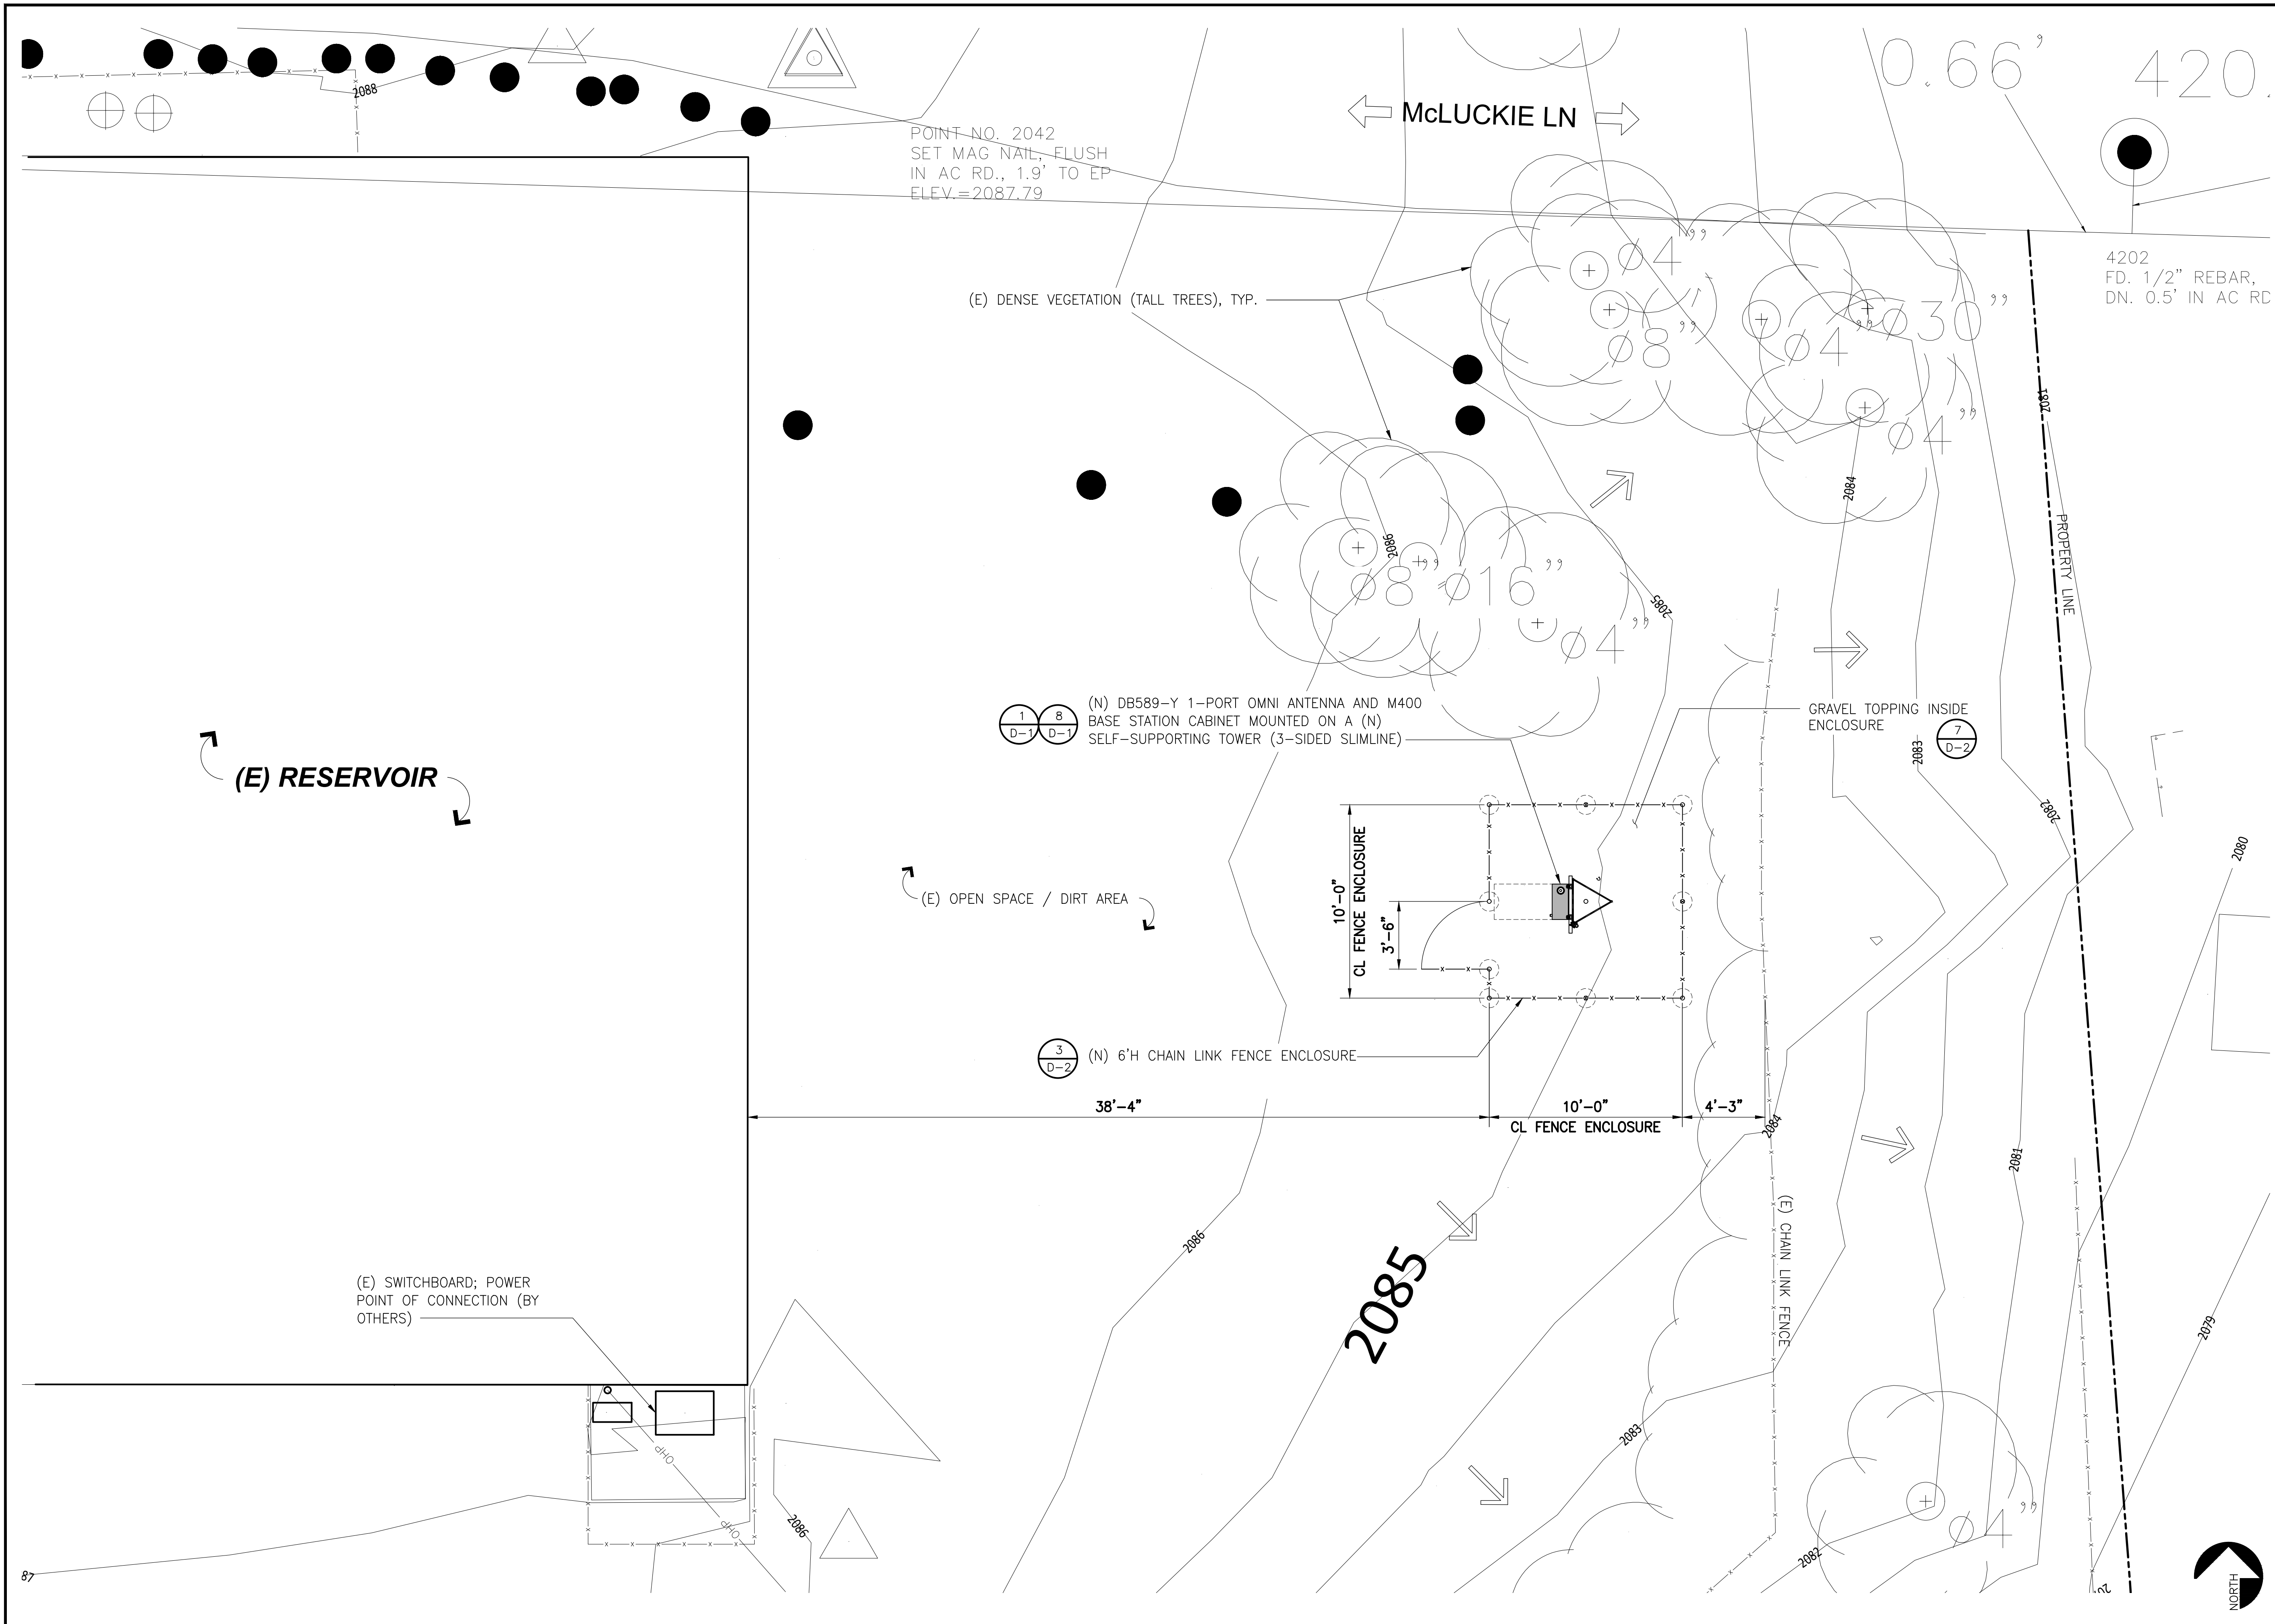 0.66'
420.
2088
McLUCKIE LN
POINT NO. 2042
SET MAG NAIL, FLUSH
IN AC RD., 1.9' TO EP
ELEV.=2087.79
4202
FD. 1/2" REBAR,
DN. 0.5' IN AC RD
(E) DENSE VEGETATION (TALL TREES), TYP.
Ø4"
Ø8"
Ø4"
Ø30"
Ø4"
2081
2084
PROPERTY LINE
2086
Ø8"
Ø16"
Ø4"
2085
1
D-1
8
D-1
(N) DB589-Y 1-PORT OMNI ANTENNA AND M400
BASE STATION CABINET MOUNTED ON A (N)
SELF-SUPPORTING TOWER (3-SIDED SLIMLINE)
GRAVEL TOPPING INSIDE
ENCLOSURE
7
D-2
2083
2082
2080
(E) RESERVOIR
(E) OPEN SPACE / DIRT AREA
10'-0"
CL FENCE ENCLOSURE
3'-6"
3
D-2
(N) 6'H CHAIN LINK FENCE ENCLOSURE
38'-4"
10'-0"
CL FENCE ENCLOSURE
4'-3"
2084
2081
(E) CHAIN LINK FENCE
2086
2085
2079
(E) SWITCHBOARD; POWER
POINT OF CONNECTION (BY
OTHERS)
OHP
OHP
2083
2086
Ø4"
2082
87
20
NORTH